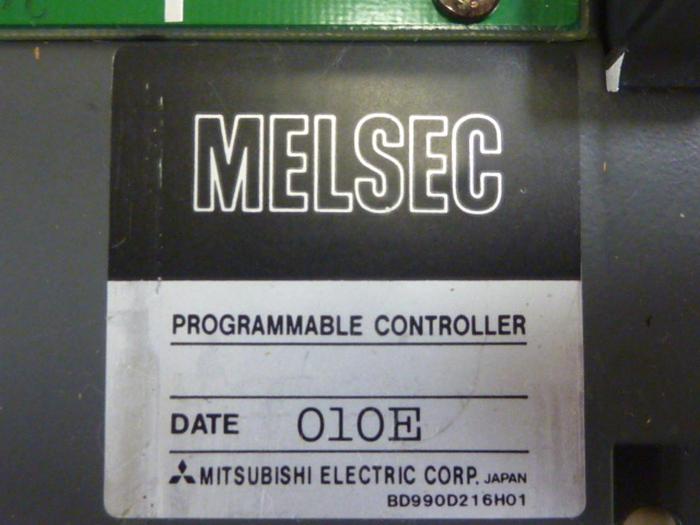 MELSEC
PROGRAMMABLE CONTROLLER
DATE 010E
MITSUBISHI ELECTRIC CORP. JAPAN
BD990D216H01